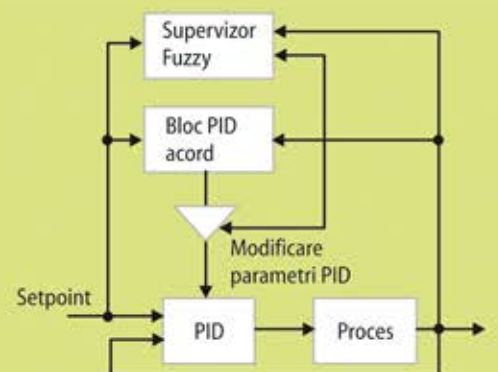 Supervizor
Fuzzy
Bloc PID
acord
Modificare
parametri PID
Setpoint
PID
Proces